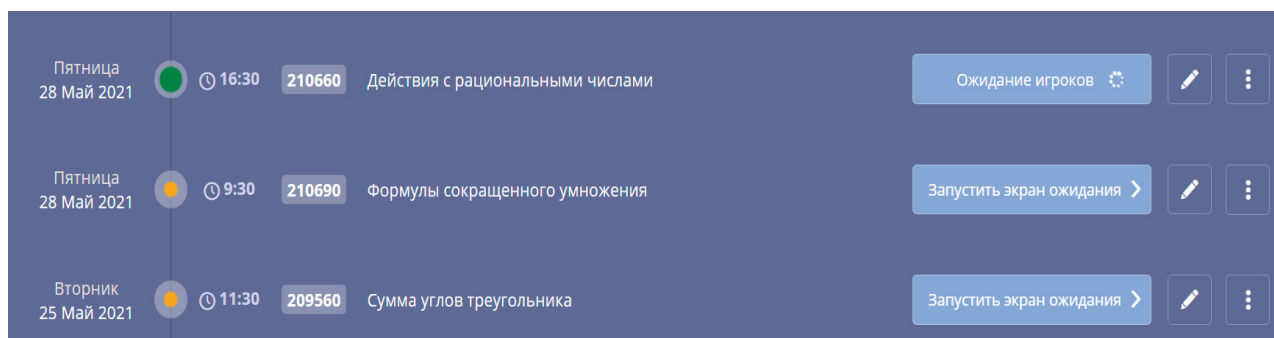 Пятница
28 Май 2021
16:30 210660 Действия с рациональными числами Ожидание игроков
Пятница
28 Май 2021
9:30 210690 Формулы сокращенного умножения Запустить экран ожидания
Вторник
25 Май 2021
11:30 209560 Сумма углов треугольника Запустить экран ожидания